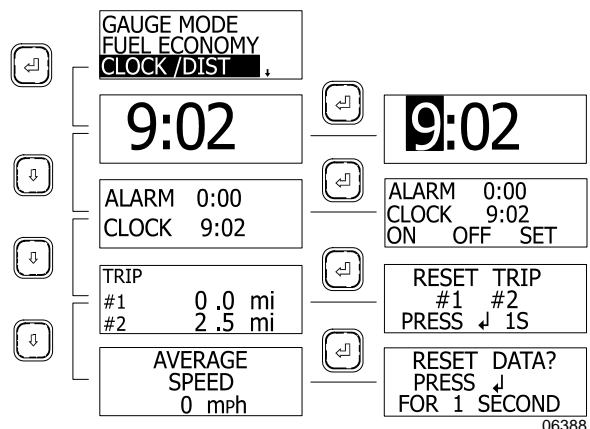 GAUGE MODE
FUEL ECONOMY
CLOCK /DIST
9:02
9:02
ALARM 0:00
CLOCK 9:02
ALARM 0:00
CLOCK 9:02
ON OFF SET
TRIP
#1 0 .0 mi
#2 2 .5 mi
RESET TRIP
#1 #2
PRESS ↲ 1S
AVERAGE
SPEED
0 mPh
RESET DATA?
PRESS ↲
FOR 1 SECOND
06388